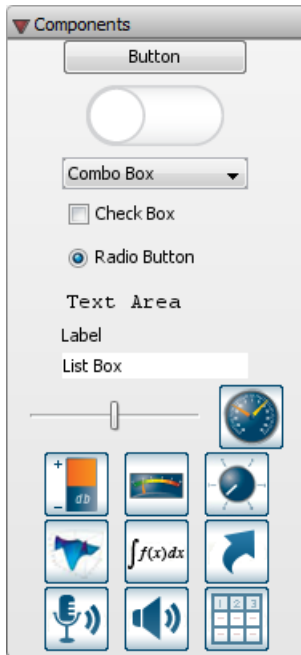 Components
Button
Combo Box
Check Box
Radio Button
Text Area
Label
List Box
+
db
−
∫f(x)dx
1 2 3